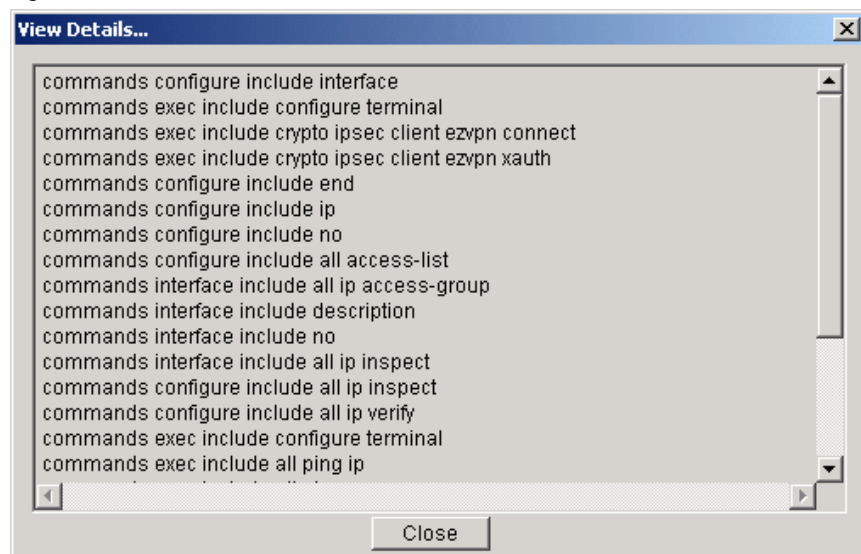 View Details...
commands configure include interface
commands exec include configure terminal
commands exec include crypto ipsec client ezvpn connect
commands exec include crypto ipsec client ezvpn xauth
commands configure include end
commands configure include ip
commands configure include no
commands configure include all access-list
commands interface include all ip access-group
commands interface include description
commands interface include no
commands interface include all ip inspect
commands configure include all ip inspect
commands configure include all ip verify
commands exec include configure terminal
commands exec include all ping ip
Close